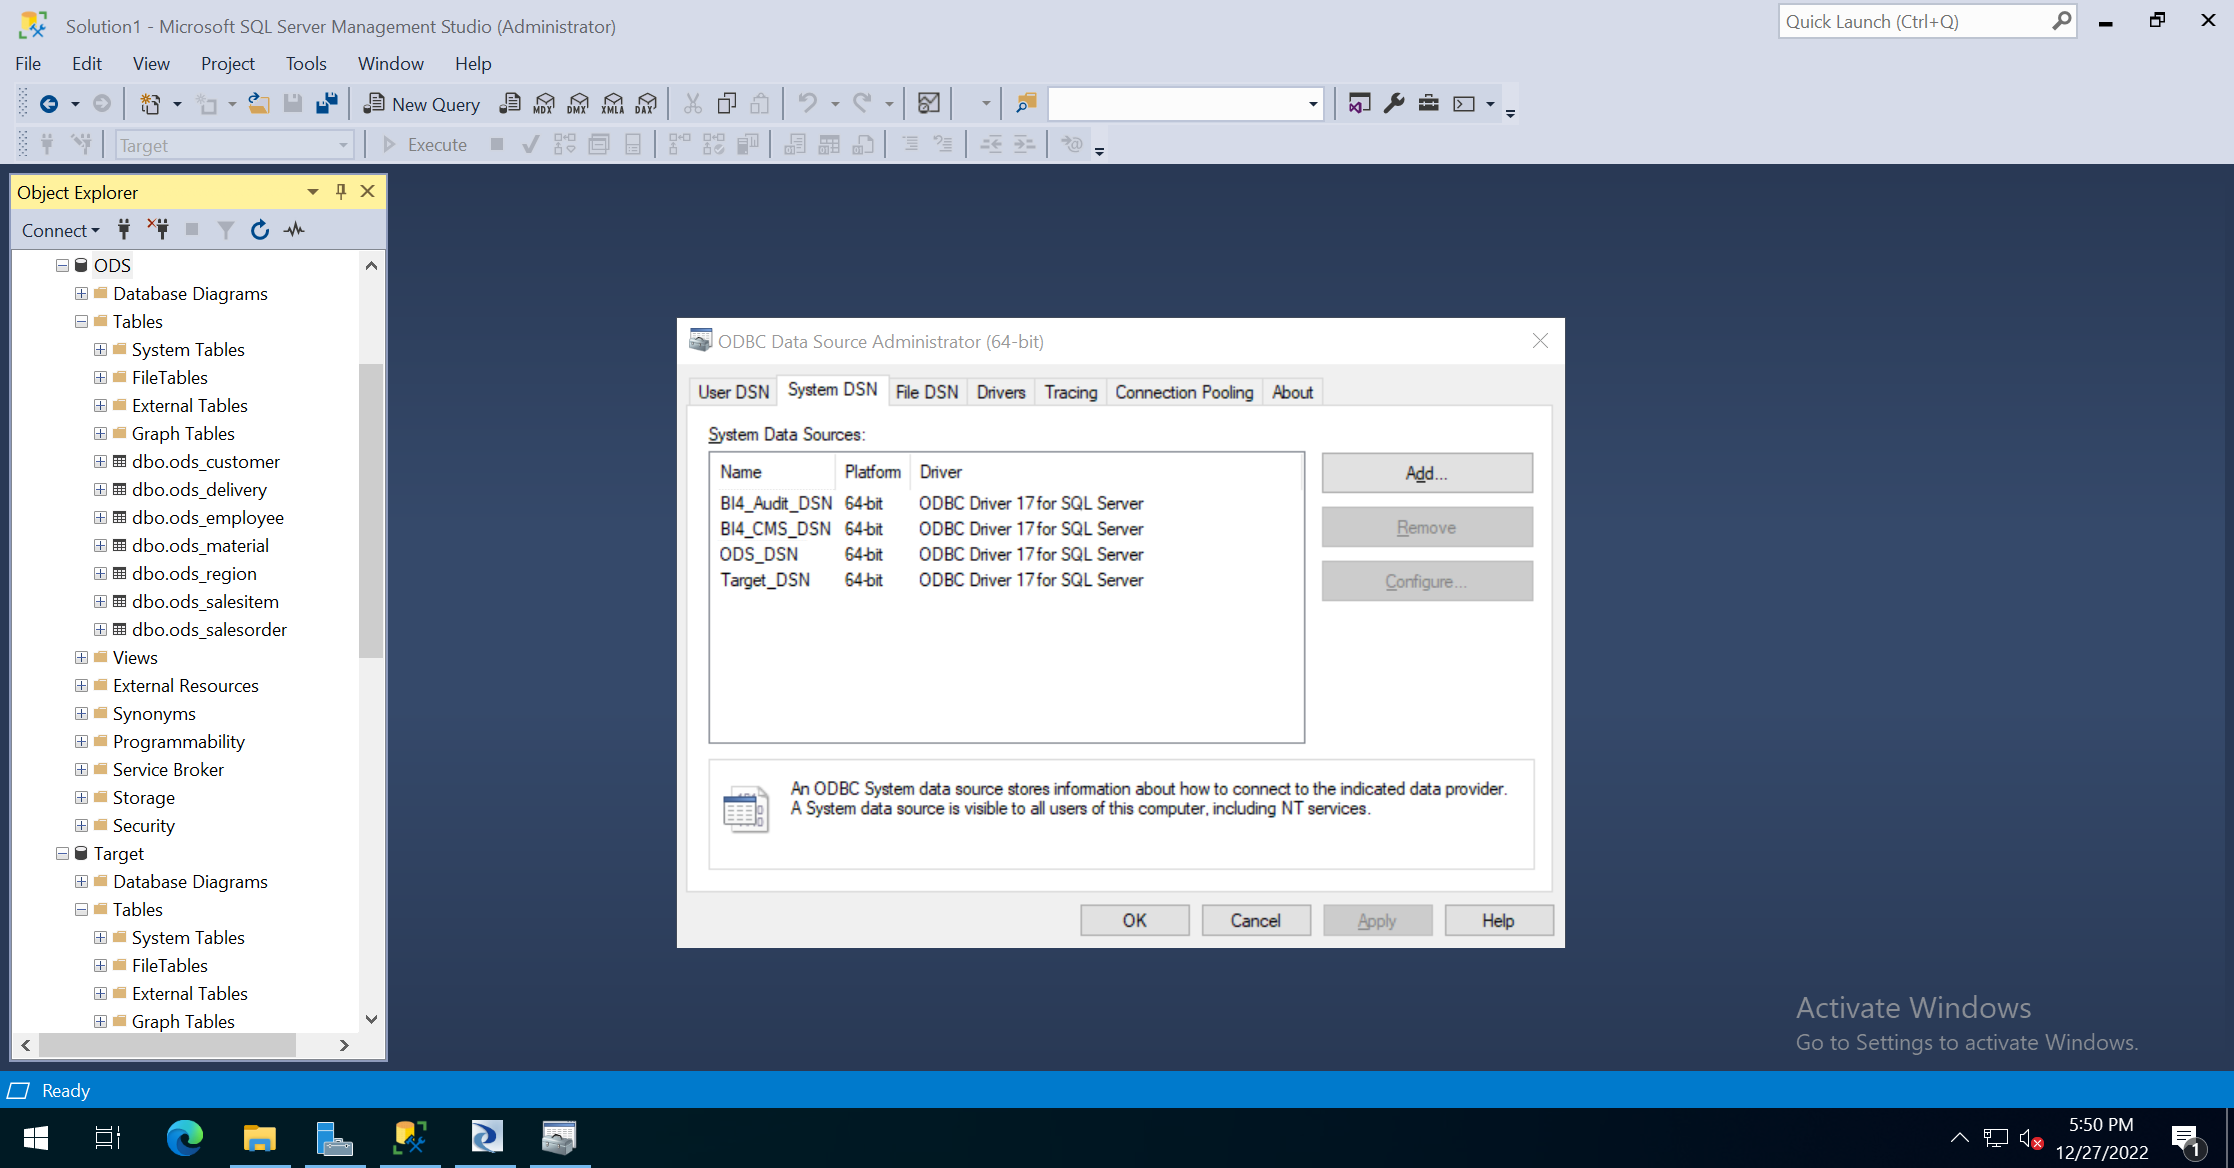 Solution1 - Microsoft SQL Server Management Studio (Administrator)
Quick Launch (Ctrl+Q)
File Edit View Project Tools Window Help
New Query MDX DMX XMLA DAX
Target Execute
Object Explorer
Connect
ODS
Database Diagrams
Tables
System Tables
FileTables
External Tables
Graph Tables
dbo.ods_customer
dbo.ods_delivery
dbo.ods_employee
dbo.ods_material
dbo.ods_region
dbo.ods_salesitem
dbo.ods_salesorder
Views
External Resources
Synonyms
Programmability
Service Broker
Storage
Security
Target
Database Diagrams
Tables
System Tables
FileTables
External Tables
Graph Tables
ODBC Data Source Administrator (64-bit)
User DSN System DSN File DSN Drivers Tracing Connection Pooling About
System Data Sources:
Name Platform Driver
BI4_Audit_DSN 64-bit ODBC Driver 17 for SQL Server
BI4_CMS_DSN 64-bit ODBC Driver 17 for SQL Server
ODS_DSN 64-bit ODBC Driver 17 for SQL Server
Target_DSN 64-bit ODBC Driver 17 for SQL Server
Add...
Remove
Configure...
An ODBC System data source stores information about how to connect to the indicated data provider.
A System data source is visible to all users of this computer, including NT services.
OK Cancel Apply Help
Activate Windows
Go to Settings to activate Windows.
Ready
5:50 PM
12/27/2022
1